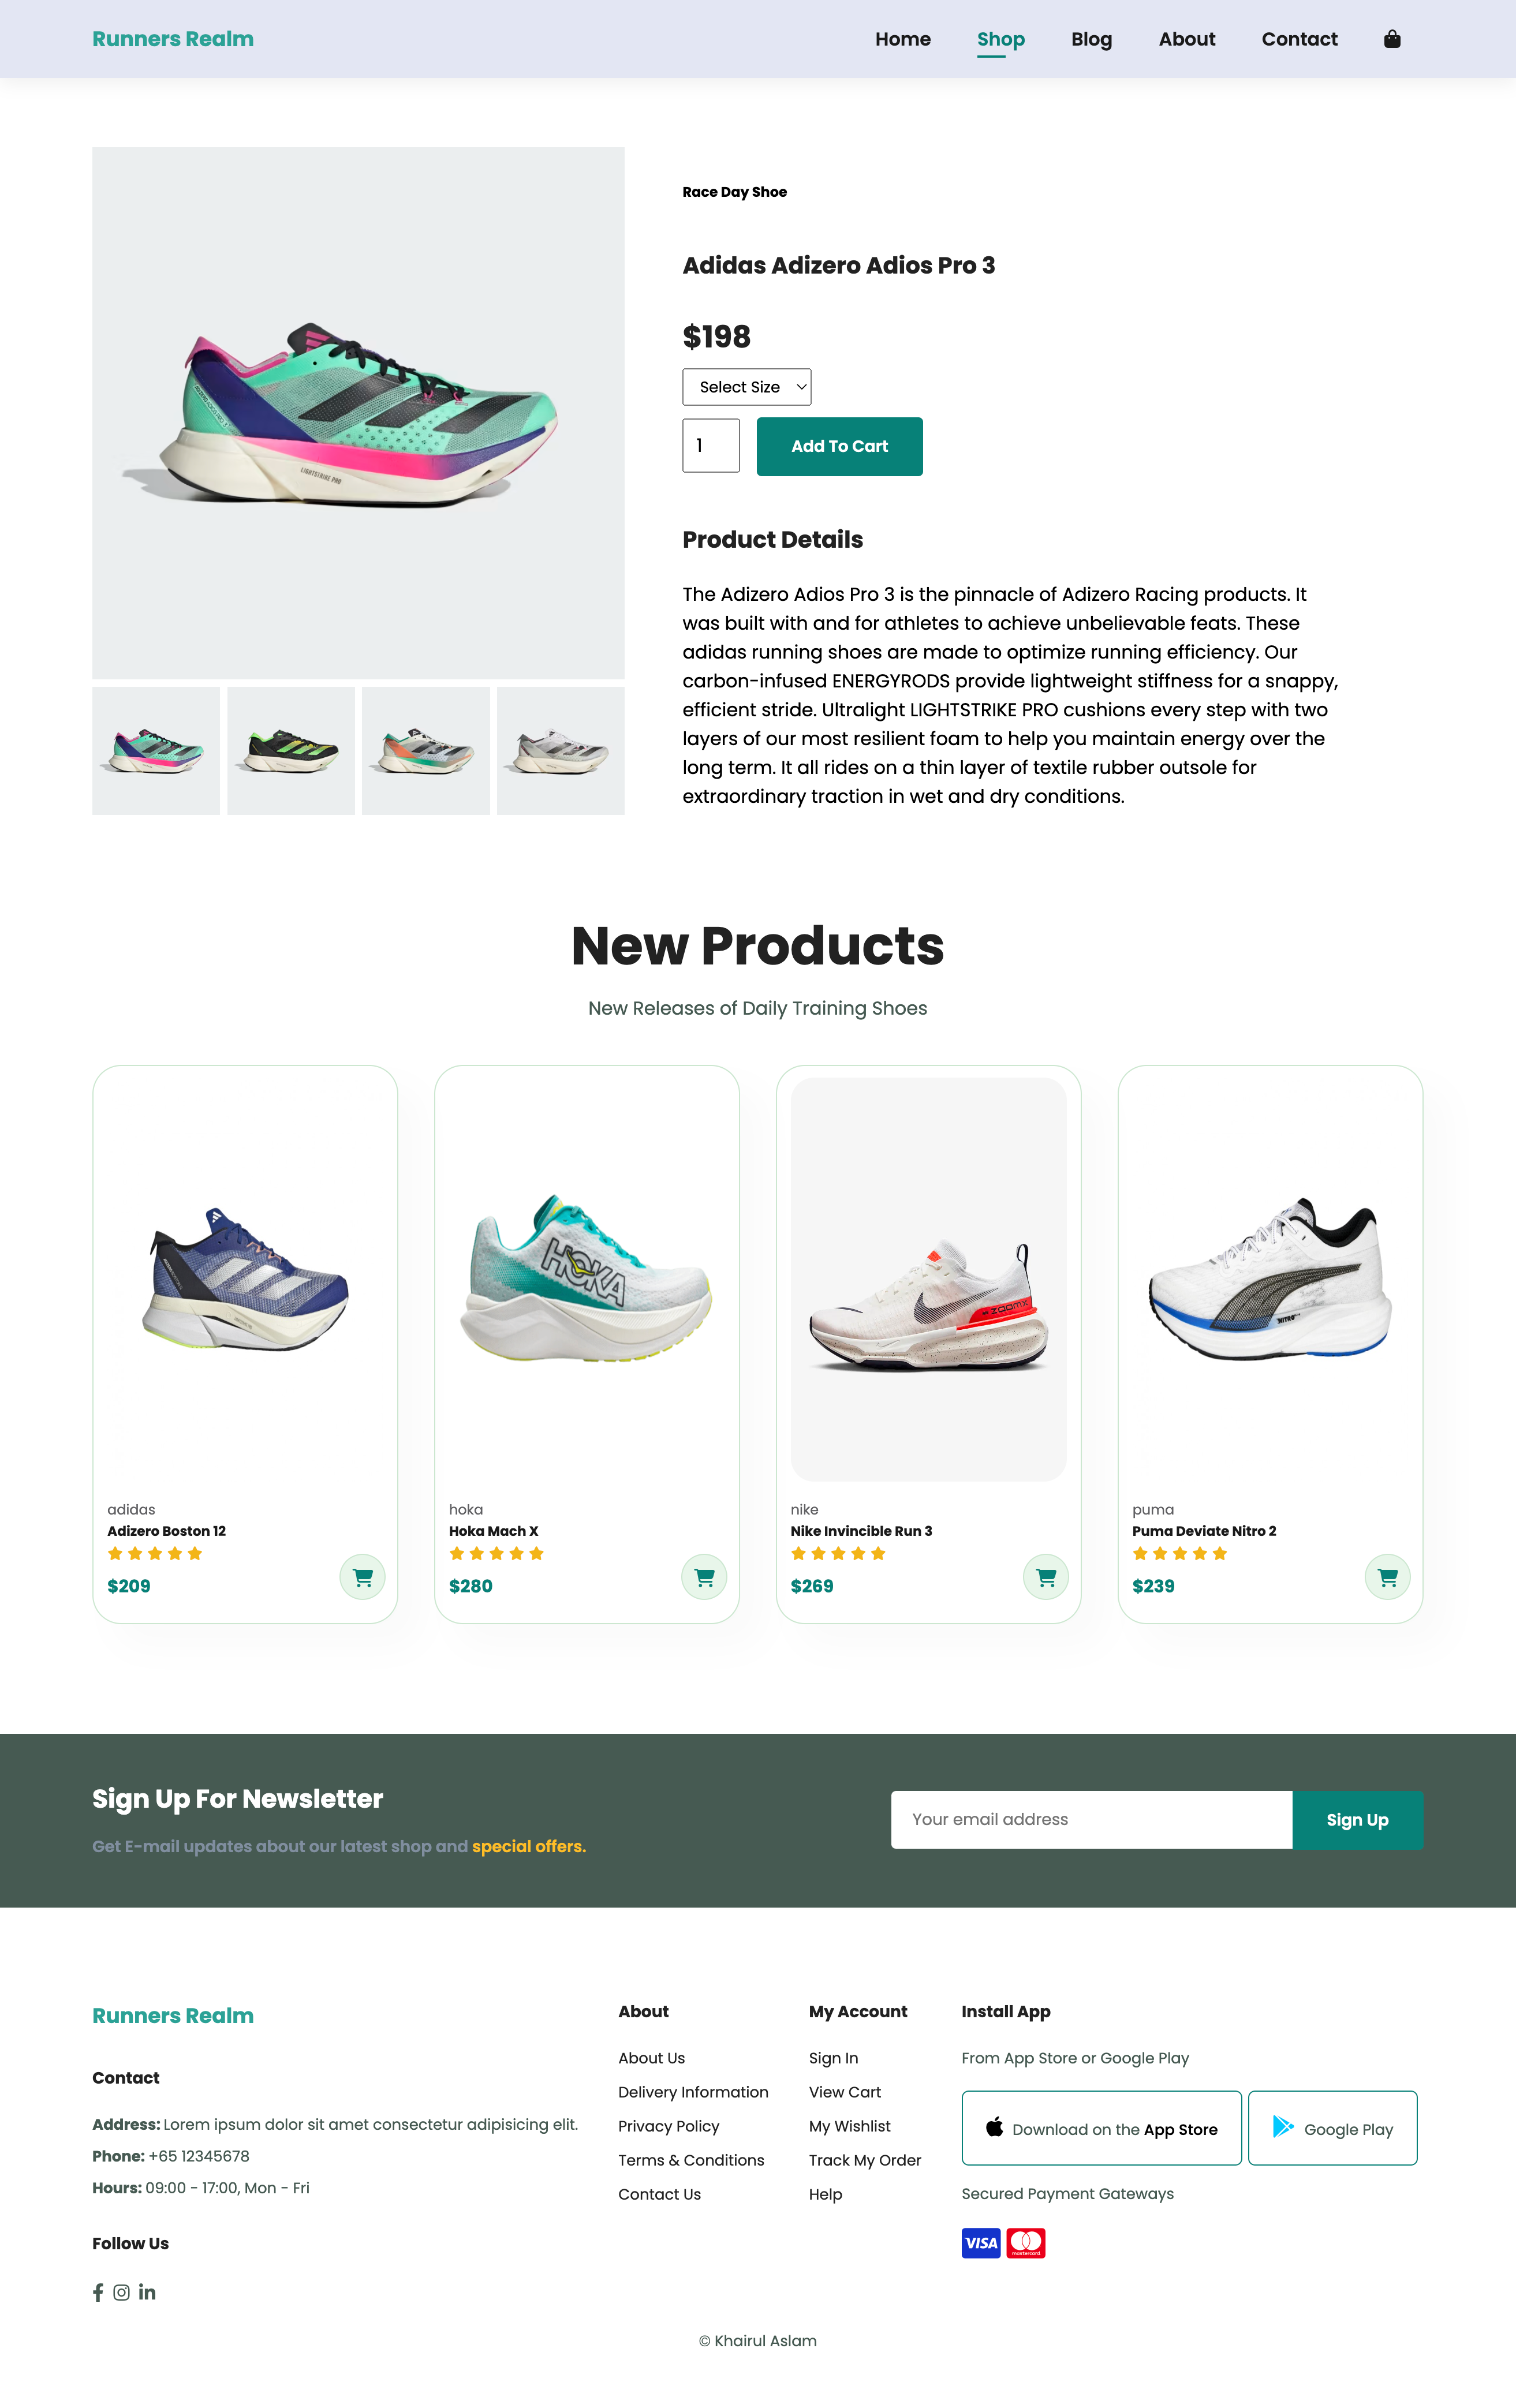 Runners Realm
Home
Shop
Blog
About
Contact
Race Day Shoe
Adidas Adizero Adios Pro 3
$198
Select Size
1
Add To Cart
LIGHTSTRIKE PRO
Product Details
The Adizero Adios Pro 3 is the pinnacle of Adizero Racing products. It
was built with and for athletes to achieve unbelievable feats. These
adidas running shoes are made to optimize running efficiency. Our
carbon-infused ENERGYRODS provide lightweight stiffness for a snappy,
efficient stride. Ultralight LIGHTSTRIKE PRO cushions every step with two
layers of our most resilient foam to help you maintain energy over the
long term. It all rides on a thin layer of textile rubber outsole for
extraordinary traction in wet and dry conditions.
New Products
New Releases of Daily Training Shoes
HOKA
ZOOMX
NITRO
adidas
Adizero Boston 12
$209
hoka
Hoka Mach X
$280
nike
Nike Invincible Run 3
$269
puma
Puma Deviate Nitro 2
$239
Sign Up For Newsletter
Get E-mail updates about our latest shop and special offers.
Your email address
Sign Up
Runners Realm
Contact
Address: Lorem ipsum dolor sit amet consectetur adipisicing elit.
Phone: +65 12345678
Hours: 09:00 - 17:00, Mon - Fri
Follow Us
About
About Us
Delivery Information
Privacy Policy
Terms & Conditions
Contact Us
My Account
Sign In
View Cart
My Wishlist
Track My Order
Help
Install App
From App Store or Google Play
Download on the App Store
Google Play
Secured Payment Gateways
VISA
mastercard
© Khairul Aslam